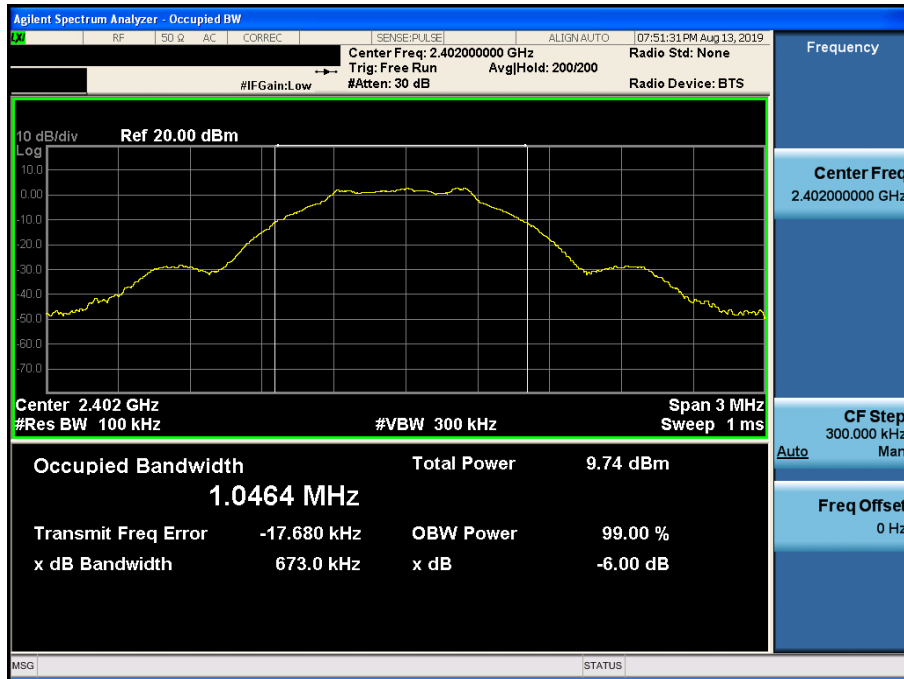 Agilent Spectrum Analyzer - Occupied BW
LXI RF 50 Ω AC CORREC SENSE:PULSE ALIGN AUTO 07:51:31 PM Aug 13, 2019
Center Freq: 2.402000000 GHz Radio Std: None
Trig: Free Run Avg|Hold: 200/200
#IFGain:Low #Atten: 30 dB Radio Device: BTS
10 dB/div Ref 20.00 dBm
Log
10.0
0.00
-10.0
-20.0
-30.0
-40.0
-50.0
-60.0
-70.0
Center 2.402 GHz Span 3 MHz
#Res BW 100 kHz #VBW 300 kHz Sweep 1 ms
Occupied Bandwidth Total Power 9.74 dBm
1.0464 MHz
Transmit Freq Error -17.680 kHz OBW Power 99.00 %
x dB Bandwidth 673.0 kHz x dB -6.00 dB
Frequency
Center Freq
2.402000000 GHz
CF Step
300.000 kHz
Auto Man
Freq Offset
0 Hz
MSG STATUS